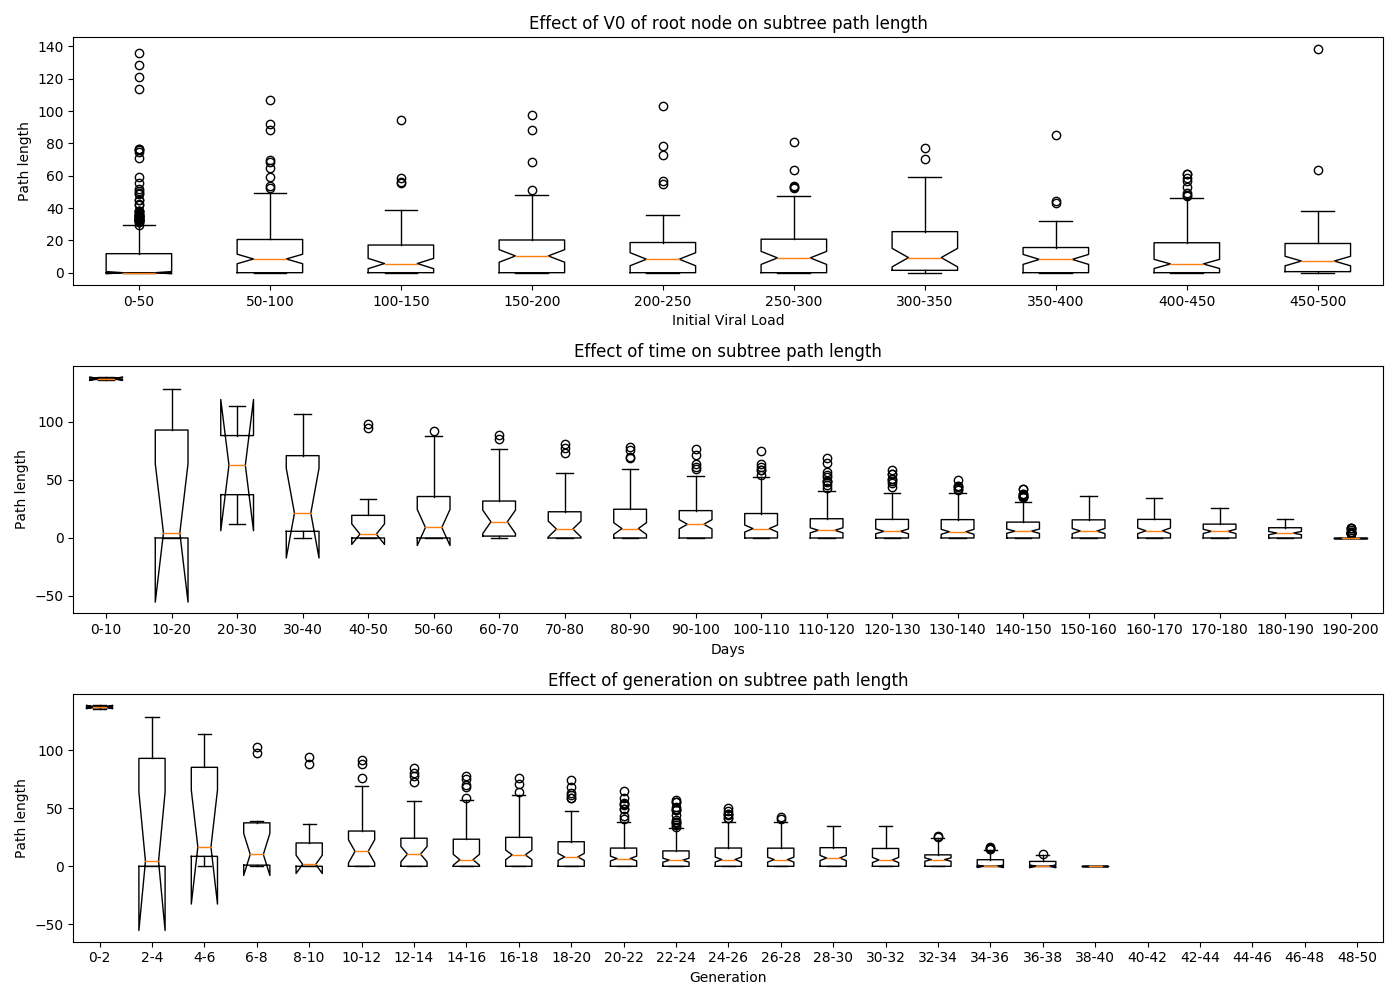 Effect of V0 of root node on subtree path length
140
120
100
80
60
40
20
0
Path length
0-50 50-100 100-150 150-200 200-250 250-300 300-350 350-400 400-450 450-500
Initial Viral Load
Effect of time on subtree path length
100
50
0
−50
Path length
0-10 10-20 20-30 30-40 40-50 50-60 60-70 70-80 80-90 90-100 100-110 110-120 120-130 130-140 140-150 150-160 160-170 170-180 180-190 190-200
Days
Effect of generation on subtree path length
100
50
0
−50
Path length
0-2 2-4 4-6 6-8 8-10 10-12 12-14 14-16 16-18 18-20 20-22 22-24 24-26 26-28 28-30 30-32 32-34 34-36 36-38 38-40 40-42 42-44 44-46 46-48 48-50
Generation